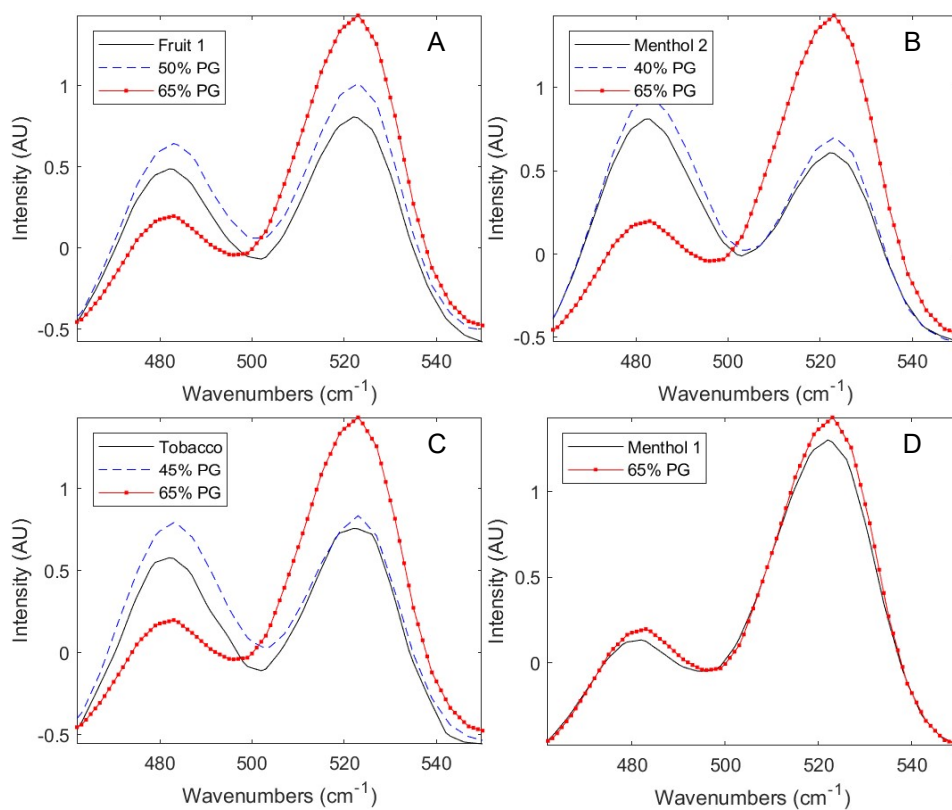 Fruit 1
50% PG
65% PG
A
Intensity (AU)
1
0.5
0
-0.5
480
500
520
540
Wavenumbers (cm⁻¹)
Menthol 2
40% PG
65% PG
B
Intensity (AU)
1
0.5
0
-0.5
480
500
520
540
Wavenumbers (cm⁻¹)
Tobacco
45% PG
65% PG
C
Intensity (AU)
1
0.5
0
-0.5
480
500
520
540
Wavenumbers (cm⁻¹)
Menthol 1
65% PG
D
Intensity (AU)
1
0.5
0
480
500
520
540
Wavenumbers (cm⁻¹)